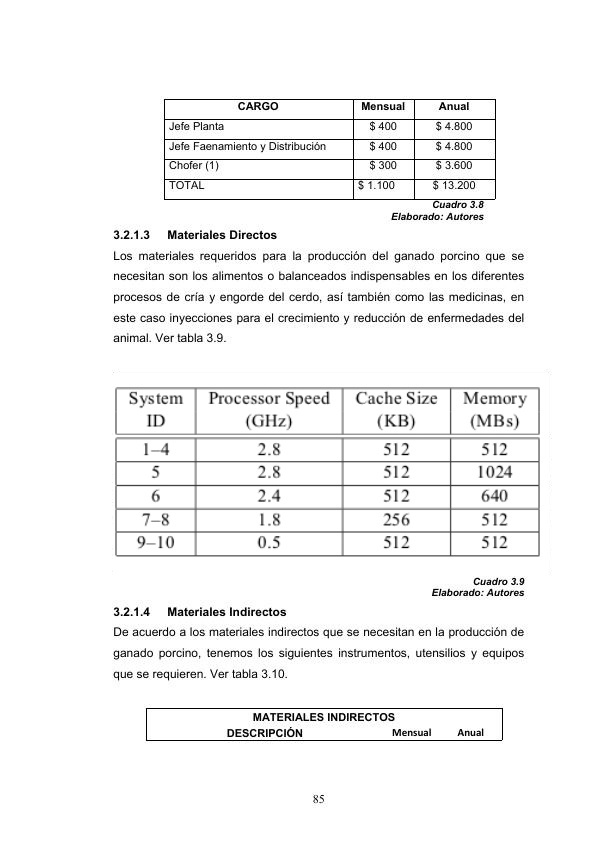 CARGO Mensual Anual
Jefe Planta $ 400 $ 4.800
Jefe Faenamiento y Distribución $ 400 $ 4.800
Chofer (1) $ 300 $ 3.600
TOTAL $ 1.100 $ 13.200
Cuadro 3.8
Elaborado: Autores
3.2.1.3 Materiales Directos
Los materiales requeridos para la producción del ganado porcino que se
necesitan son los alimentos o balanceados indispensables en los diferentes
procesos de cría y engorde del cerdo, así también como las medicinas, en
este caso inyecciones para el crecimiento y reducción de enfermedades del
animal. Ver tabla 3.9.
System Processor Speed Cache Size Memory
ID (GHz) (KB) (MBs)
1–4 2.8 512 512
5 2.8 512 1024
6 2.4 512 640
7–8 1.8 256 512
9–10 0.5 512 512
Cuadro 3.9
Elaborado: Autores
3.2.1.4 Materiales Indirectos
De acuerdo a los materiales indirectos que se necesitan en la producción de
ganado porcino, tenemos los siguientes instrumentos, utensilios y equipos
que se requieren. Ver tabla 3.10.
MATERIALES INDIRECTOS
DESCRIPCIÓN Mensual Anual
85